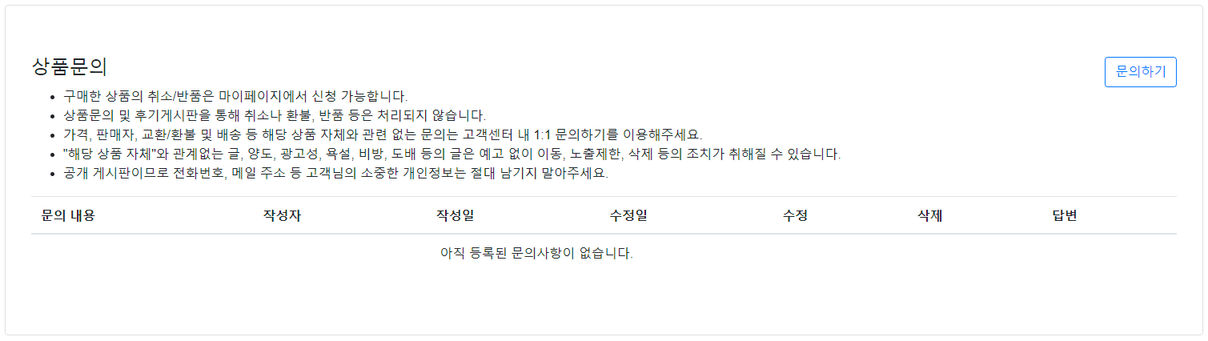 상품문의
문의하기
구매한 상품의 취소/반품은 마이페이지에서 신청 가능합니다.
상품문의 및 후기게시판을 통해 취소나 환불, 반품 등은 처리되지 않습니다.
가격, 판매자, 교환/환불 및 배송 등 해당 상품 자체와 관련 없는 문의는 고객센터 내 1:1 문의하기를 이용해주세요.
"해당 상품 자체"와 관계없는 글, 양도, 광고성, 욕설, 비방, 도배 등의 글은 예고 없이 이동, 노출제한, 삭제 등의 조치가 취해질 수 있습니다.
공개 게시판이므로 전화번호, 메일 주소 등 고객님의 소중한 개인정보는 절대 남기지 말아주세요.
문의 내용 작성자 작성일 수정일 수정 삭제 답변
아직 등록된 문의사항이 없습니다.